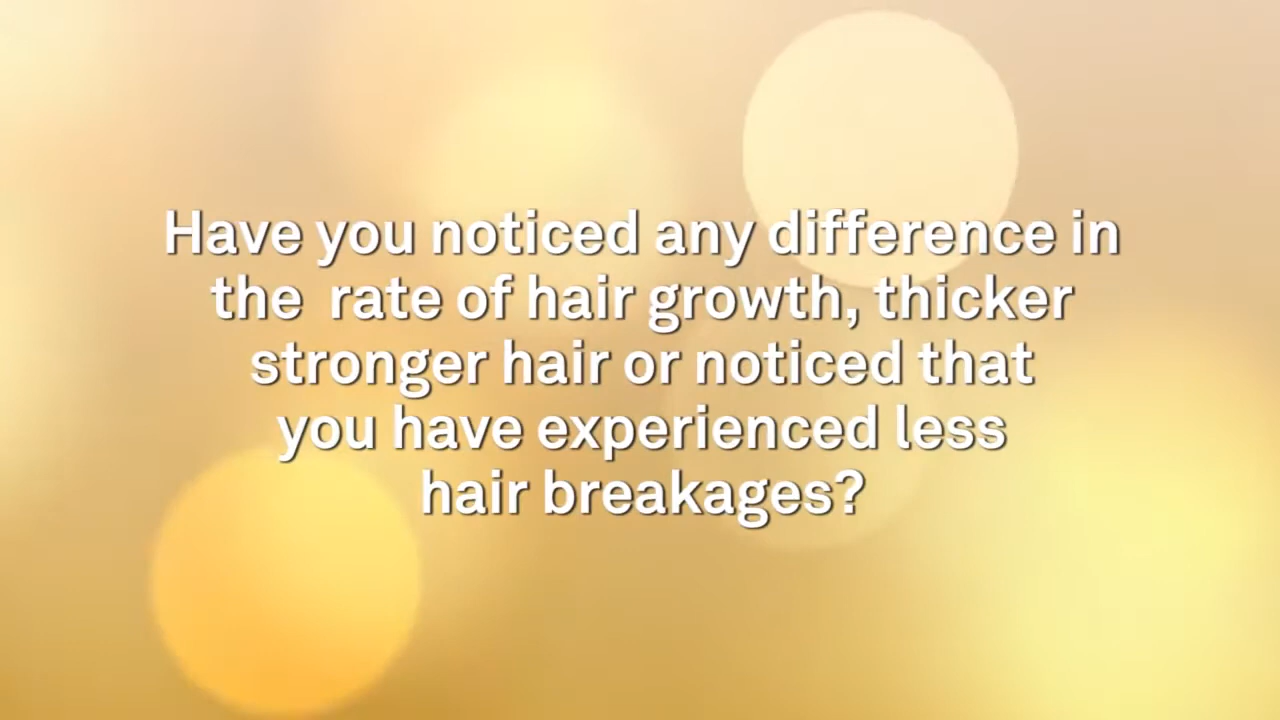 Have you noticed any difference in
the  rate of hair growth, thicker
stronger hair or noticed that
you have experienced less
hair breakages?